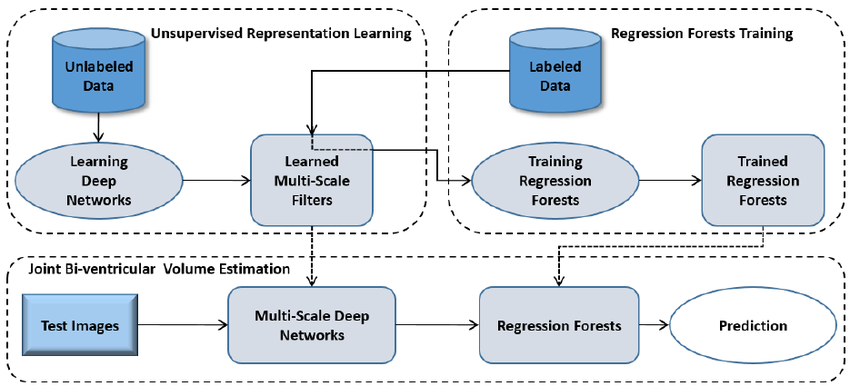 Unsupervised Representation Learning
Unlabeled
Data
Learning
Deep
Networks
Learned
Multi-Scale
Filters
Regression Forests Training
Labeled
Data
Training
Regression
Forests
Trained
Regression
Forests
Joint Bi-ventricular Volume Estimation
Test Images
Multi-Scale Deep
Networks
Regression Forests
Prediction